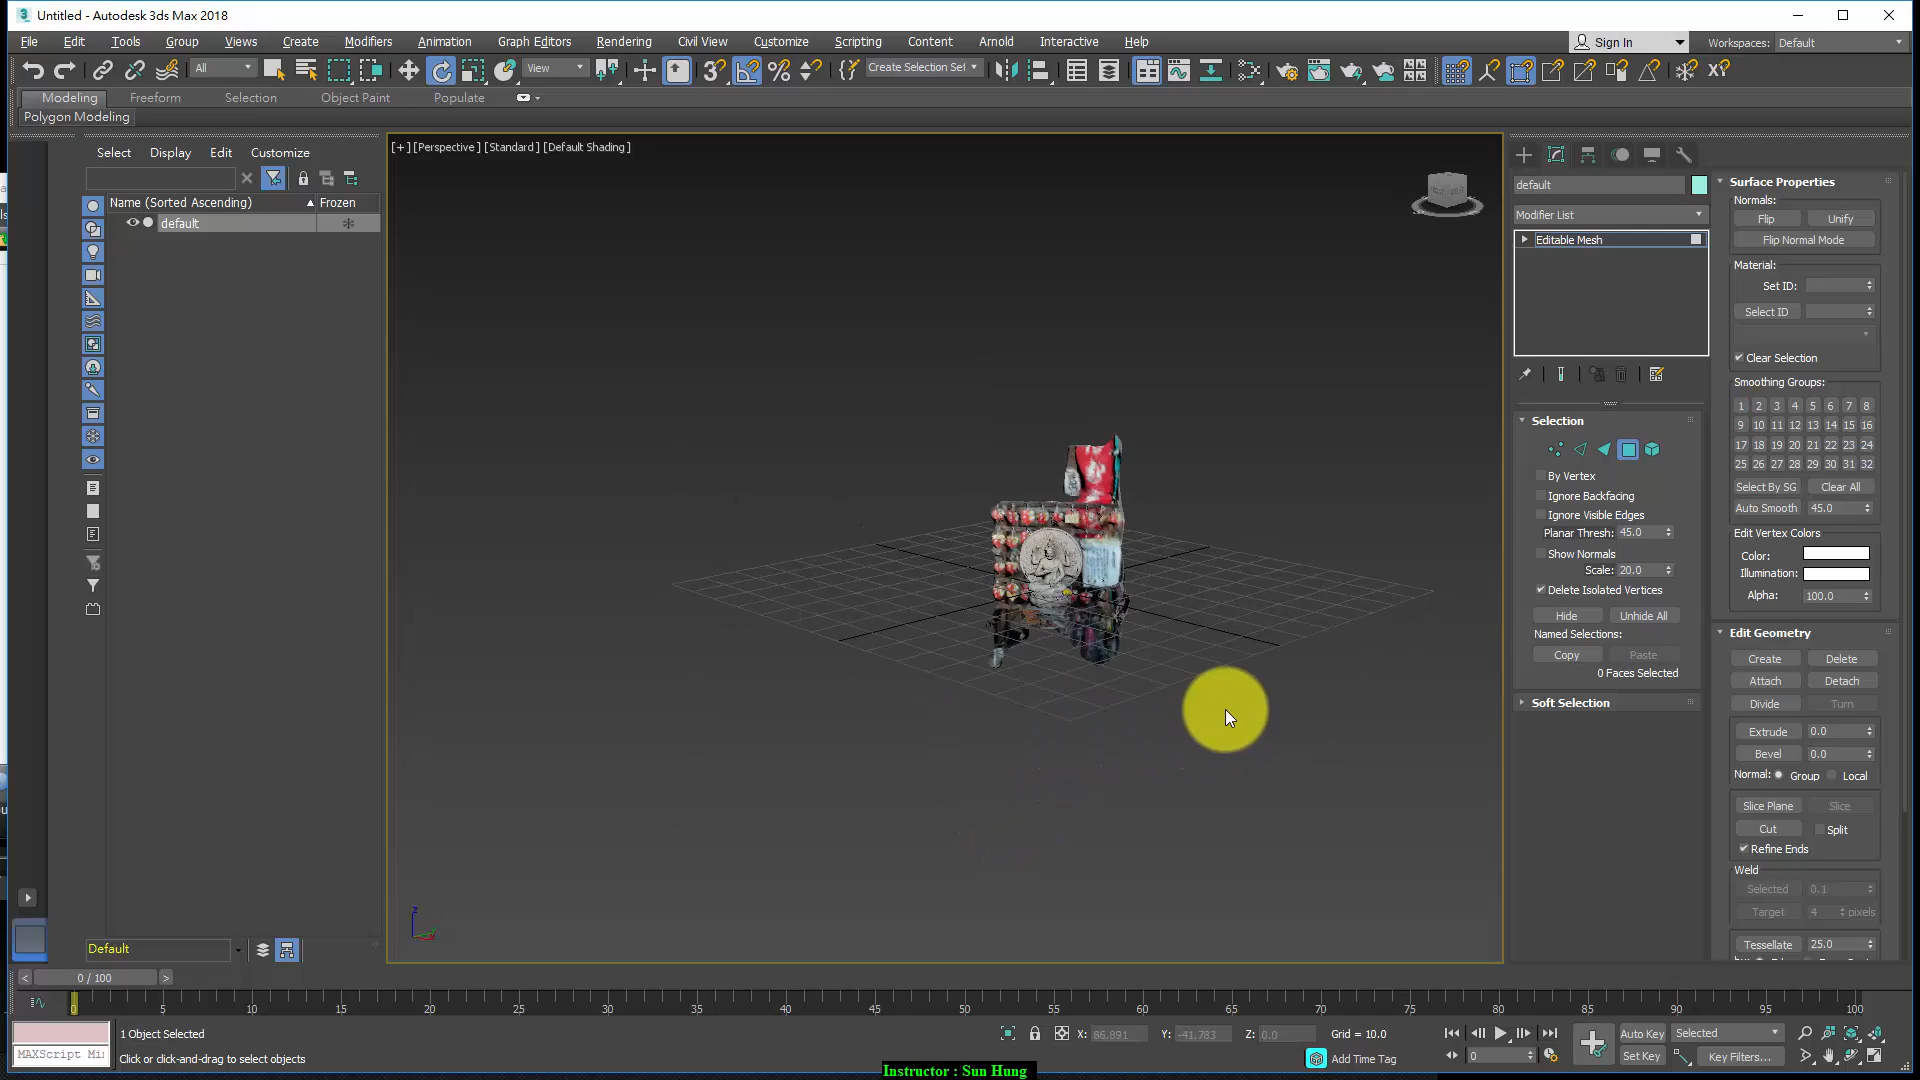 Untitled - Autodesk 3ds Max 2018
File Edit Tools Group Views Create Modifiers Animation Graph Editors Rendering Civil View Customize Scripting Content Arnold Interactive Help Sign In Workspaces: Default
All View Create Selection Set
Modeling Freeform Selection Object Paint Populate
Polygon Modeling
Select Display Edit Customize
Name (Sorted Ascending) Frozen
default
[+] [Perspective] [Standard] [Default Shading]
default
Modifier List
Editable Mesh
Selection
By Vertex
Ignore Backfacing
Ignore Visible Edges
Planar Thresh: 45.0
Show Normals
Scale: 20.0
Delete Isolated Vertices
Hide Unhide All
Named Selections:
Copy Paste
0 Faces Selected
Soft Selection
Surface Properties
Normals:
Flip Unify
Flip Normal Mode
Material:
Set ID:
Select ID
Clear Selection
Smoothing Groups:
1 2 3 4 5 6 7 8
9 10 11 12 13 14 15 16
17 18 19 20 21 22 23 24
25 26 27 28 29 30 31 32
Select By SG Clear All
Auto Smooth 45.0
Edit Vertex Colors
Color:
Illumination:
Alpha: 100.0
Edit Geometry
Create Delete
Attach Detach
Divide Turn
Extrude 0.0
Bevel 0.0
Normal: Group Local
Slice Plane Slice
Cut Split
Refine Ends
Weld
Selected 0.1
Target 4 pixels
Tessellate 25.0
z
Default
< 0 / 100 >
0 5 10 15 20 25 30 35 40 45 50 55 60 65 70 75 80 85 90 95 100
1 Object Selected X: 86.891 Y: -41.783 Z: 0.0 Grid = 10.0 Auto Key Selected
MAXScript Mi Click or click-and-drag to select objects Add Time Tag 0 Set Key Key Filters...
Instructor : Sun Hung